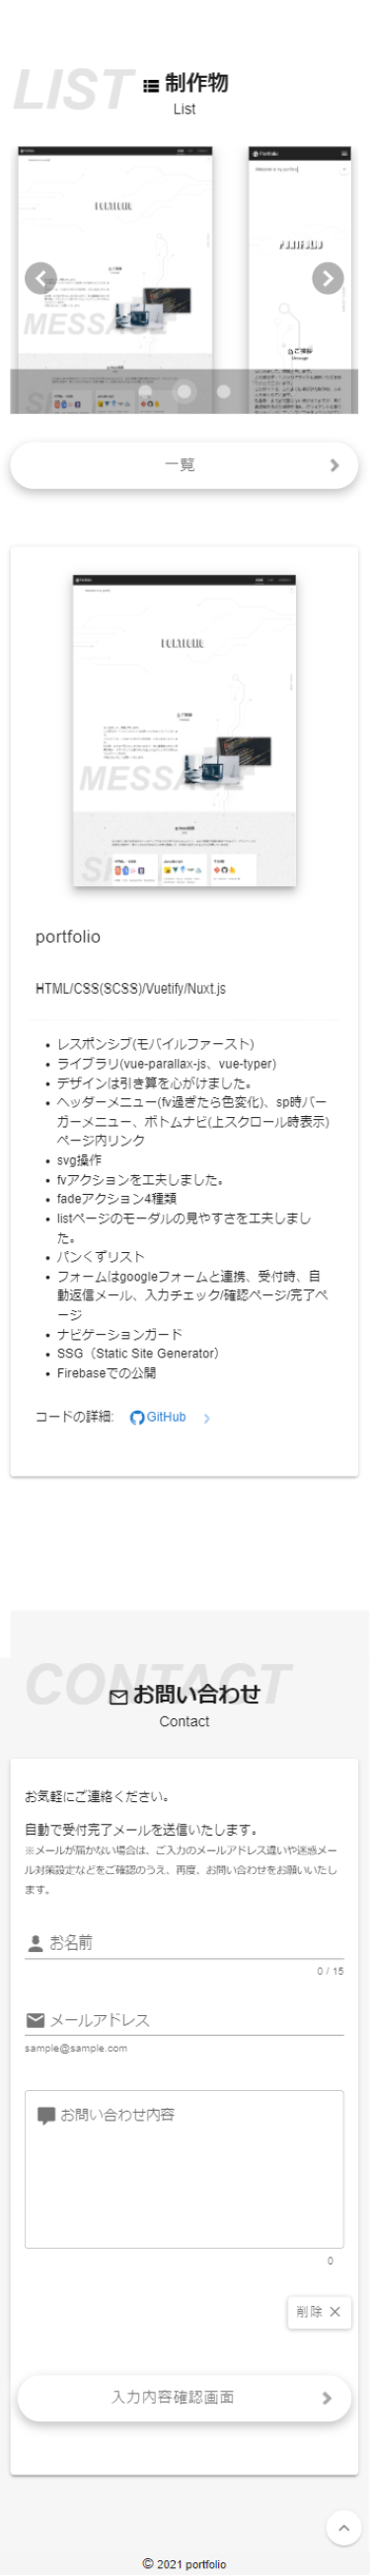 LIST
制作物
List
Portfolio
PORTFOLIO
MESSAGE
Portfolio
Welcome to my portfolio
PORTFOLIO
ご挨拶
一覧
Portfolio
PORTFOLIO
MESSAGE
HTML・CSS
JavaScript
portfolio
HTML/CSS(SCSS)/Vuetify/Nuxt.js
• レスポンシブ(モバイルファースト)
• ライブラリ(vue-parallax-js、vue-typer)
• デザインは引き算を心がけました。
• ヘッダーメニュー(fv過ぎたら色変化)、sp時バー
ガーメニュー、ボトムナビ(上スクロール時表示)
ページ内リンク
• svg操作
• fvアクションを工夫しました。
• fadeアクション4種類
• listページのモーダルの見やすさを工夫しまし
た。
• パンくずリスト
• フォームはgoogleフォームと連携、受付時、自
動返信メール、入力チェック/確認ページ/完了ペ
ージ
• ナビゲーションガード
• SSG（Static Site Generator）
• Firebaseでの公開
コードの詳細: GitHub
CONTACT
お問い合わせ
Contact
お気軽にご連絡ください。
自動で受付完了メールを送信いたします。
※メールが届かない場合は、ご入力のメールアドレス違いや迷惑メー
ル対策設定などをご確認のうえ、再度、お問い合わせをお願いいたし
ます。
お名前
0 / 15
メールアドレス
sample@sample.com
お問い合わせ内容
0
削除
入力内容確認画面
© 2021 portfolio